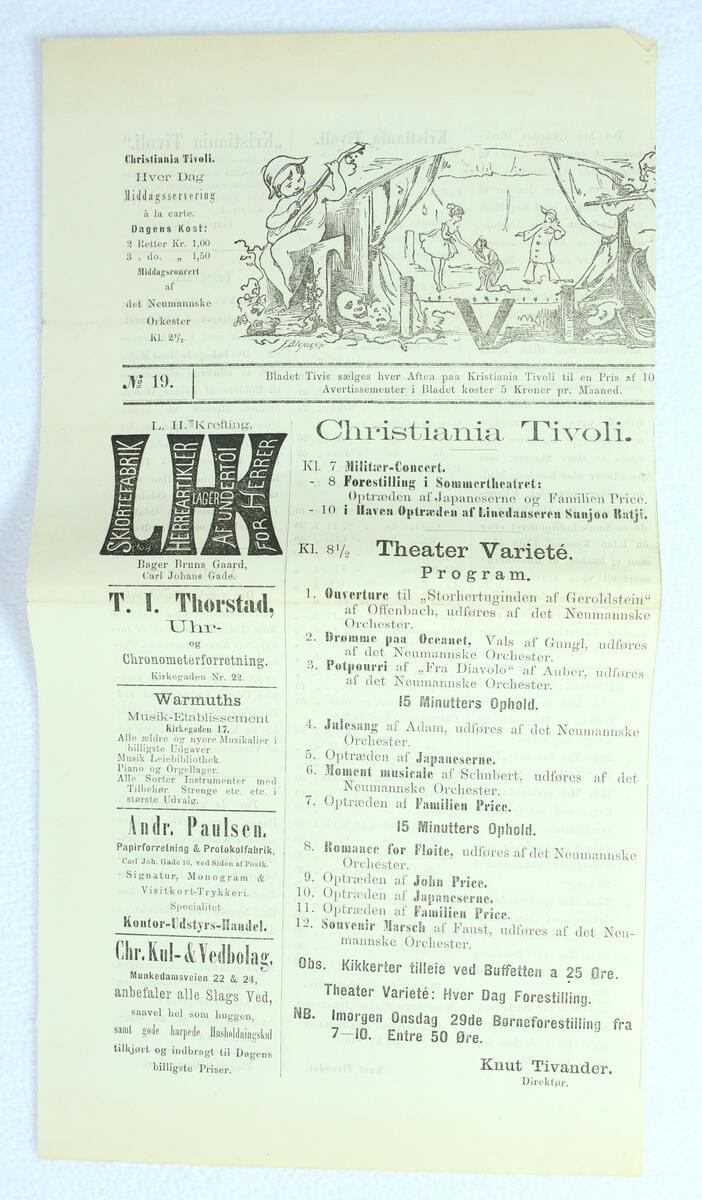 Christiania Tivoli.
Hver Dag
Middagsservering
à la carte.
Dagens Kost:
2 Retter Kr. 1,00
3 . do. „ 1,50
Middagsconcert
af
det Neumannske
Orkester
Kl. 2½.
TIVI
№ 19.
Bladet Tivis sælges hver Aften paa Kristiania Tivoli til en Pris af 10
Avertissementer i Bladet koster 5 Kroner pr. Maaned.
L. H. Krefting,
LHK
SKJORTEFABRIK
HERREARTIKLER
LAGER
AF UNDERTÖI
FOR HERRER.
Bager Bruns Gaard,
Carl Johans Gade.
T. I. Thorstad,
Uhr-
og
Chronometerforretning.
Kirkegaden Nr. 22.
Warmuths
Musik-Etablissement
Kirkegaden 17.
Alle ældre og nyere Musikalier i
billigste Udgaver.
Musik Leiebibliothek.
Piano og Orgellager.
Alle Sorter Instrumenter med
Tilbehør. Strenge etc. etc. i
største Udvalg.
Andr. Paulsen.
Papirforretning & Protokolfabrik,
Carl Joh. Gade 16, ved Siden af Postk.
Signatur, Monogram &
Visitkort-Trykkeri.
Specialitet
Kontor-Udstyrs-Handel.
Chr. Kul- & Vedbolag,
Munkedamsveien 22 & 24,
anbefaler alle Slags Ved,
saavel hel som huggen,
samt gode harpede Husholdningskul
tilkjørt og indbragt til Dagens
billigste Priser.
Christiania Tivoli.
Kl. 7 Militær-Concert.
- 8 Forestilling i Sommertheatret:
Optræden af Japaneserne og Familien Price.
- 10 i Haven Optræden af Linedanseren Sunjoo Batji.
Kl. 8½ Theater Varieté.
Program.
1. Ouverture til „Storhertuginden af Geroldstein“
af Offenbach, udføres af det Neumannske
Orchester.
2. Drømme paa Oceanet, Vals af Gungl, udføres
af det Neumannske Orchester.
3. Potpourri af „Fra Diavolo“ af Auber, udføres
af det Neumannske Orchester.
15 Minutters Ophold.
4. Julesang af Adam, udføres af det Neumannske
Orchester.
5. Optræden af Japaneserne.
6. Moment musicale af Schubert, udføres af det
Neumannske Orchester.
7. Optræden af Familien Price.
15 Minutters Ophold.
8. Romance for Fløite, udføres af det Neumannske
Orchester.
9. Optræden af John Price.
10. Optræden af Japaneserne.
11. Optræden af Familien Price.
12. Souvenir Marsch af Faust, udføres af det Neu-
mannske Orchester.
Obs. Kikkerter tilleie ved Buffetten a 25 Øre.
Theater Varieté: Hver Dag Forestilling.
NB. Imorgen Onsdag 29de Børneforestilling fra
7—10. Entre 50 Øre.
Knut Tivander.
Direktør.